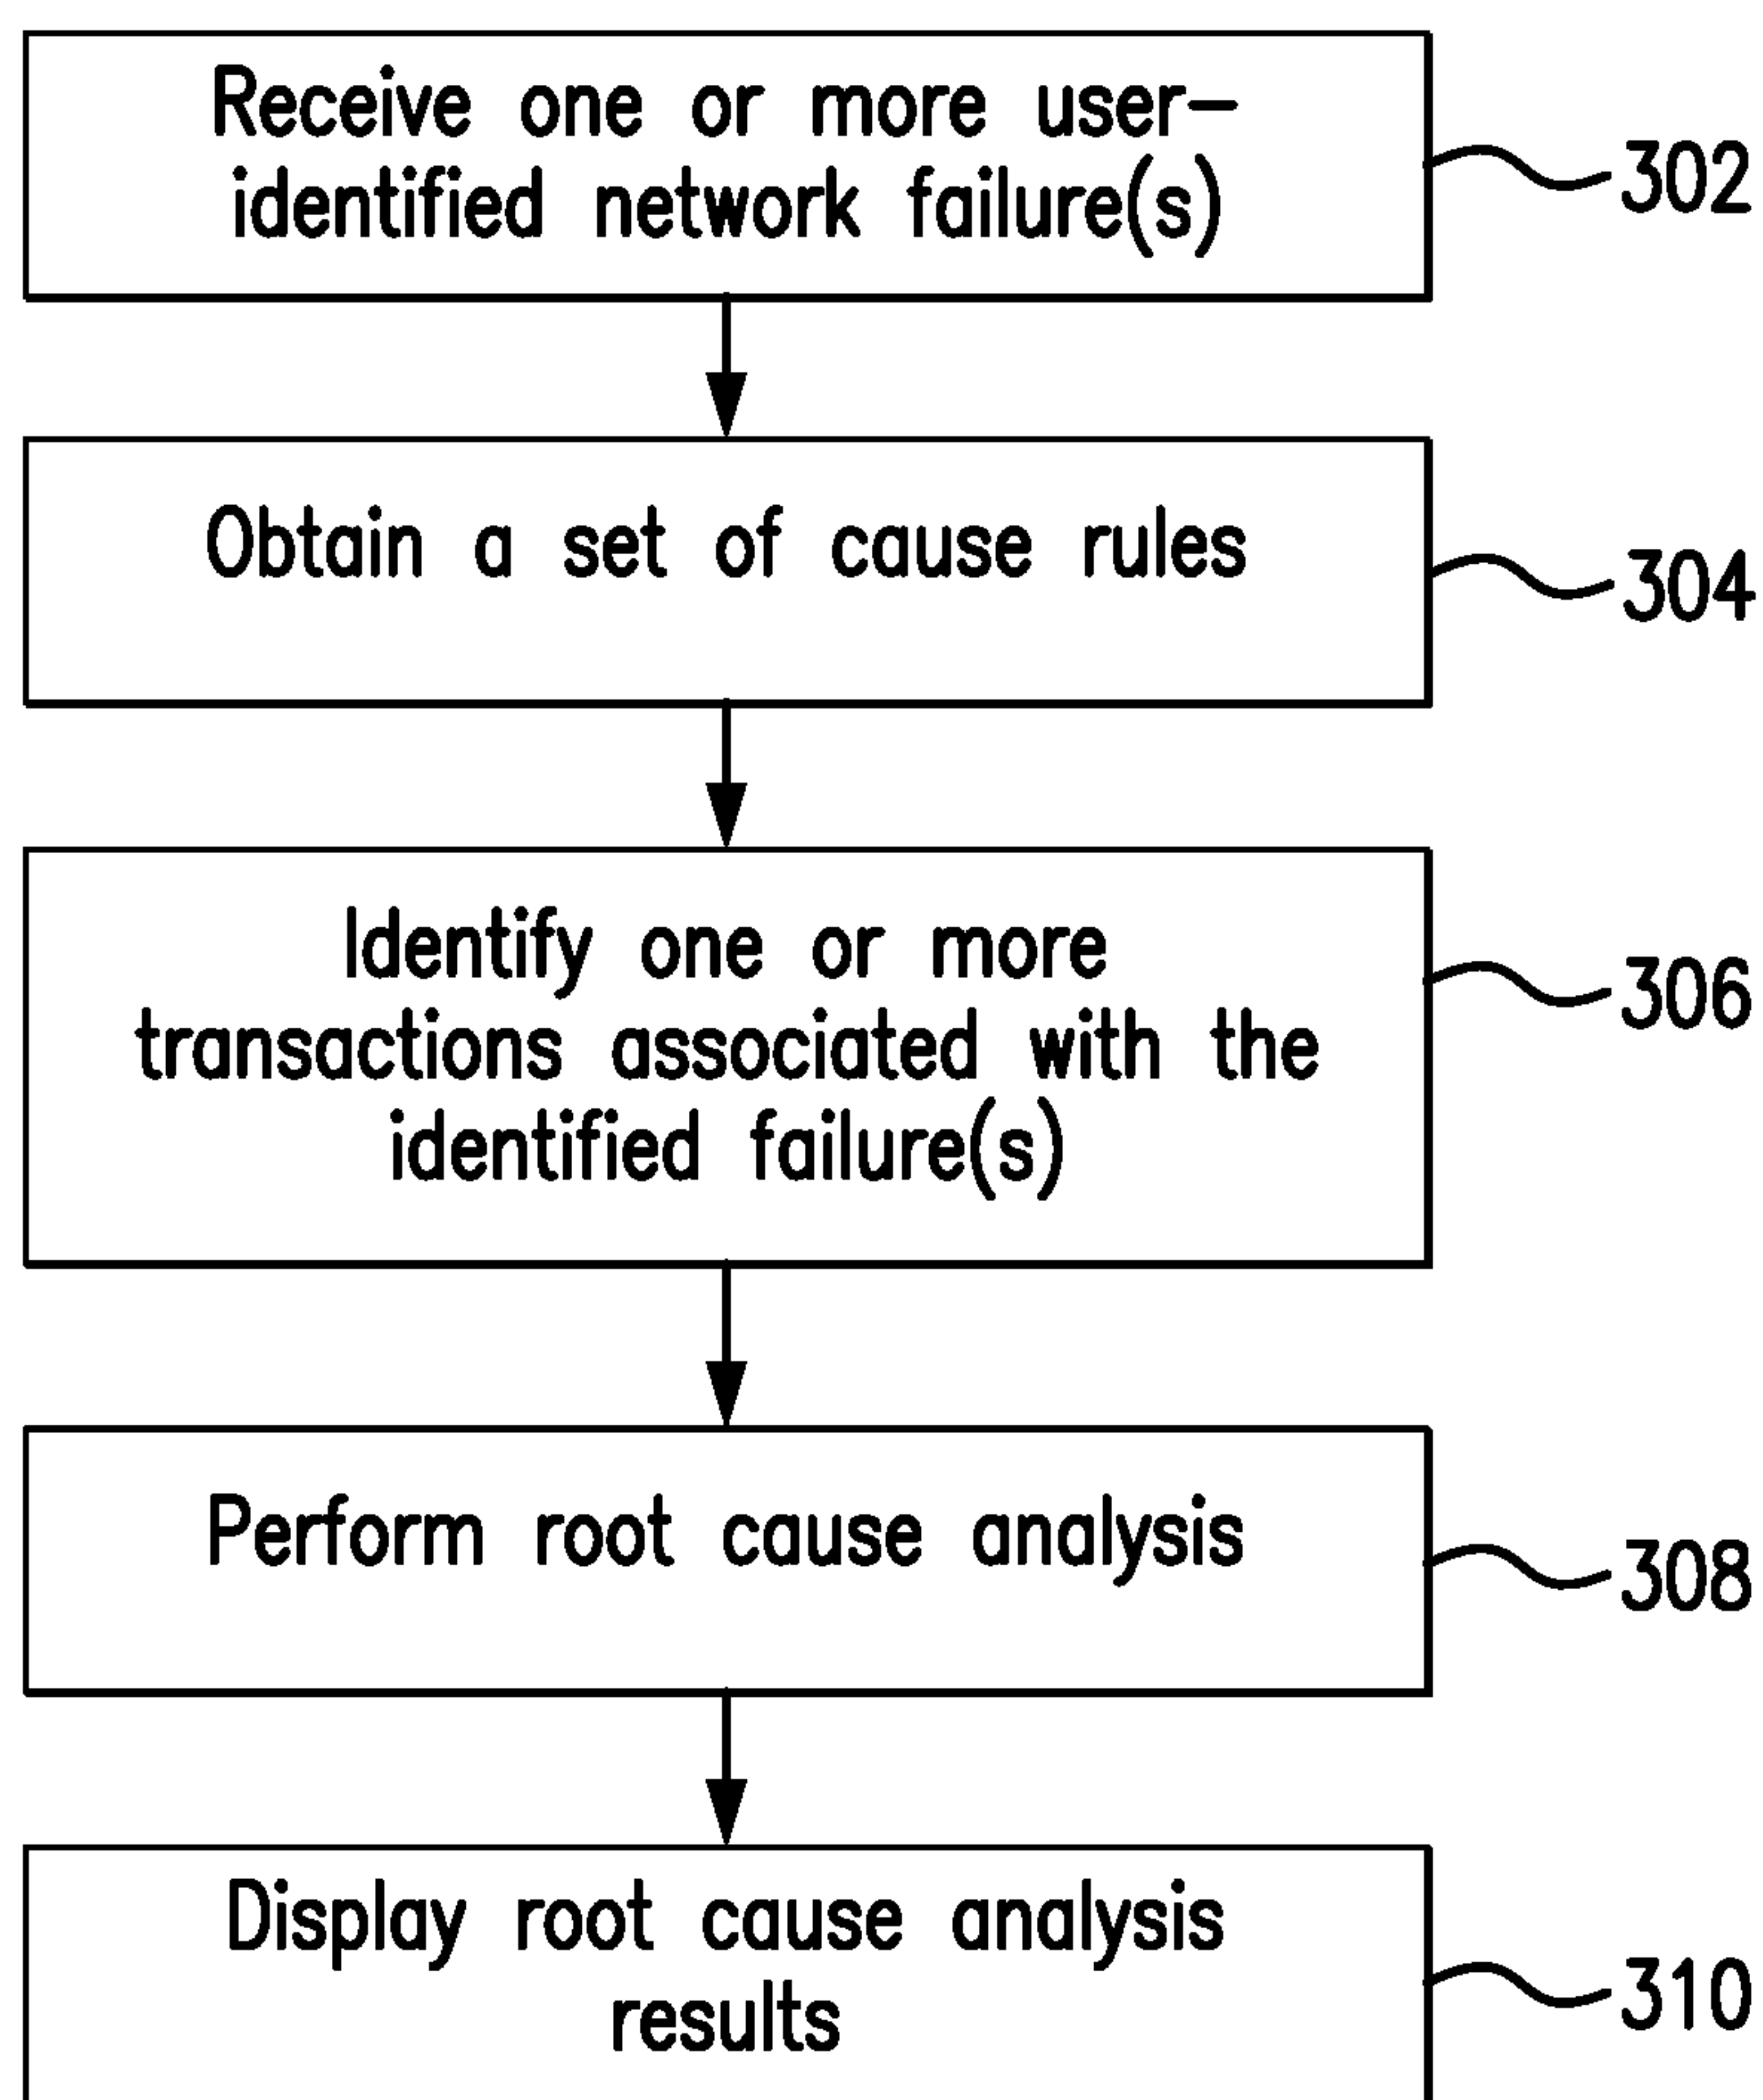 Receive one or more user-
identified network failure(s)
302
Obtain a set of cause rules
304
Identify one or more
transactions associated with the
identified failure(s)
306
Perform root cause analysis
308
Display root cause analysis
results
310